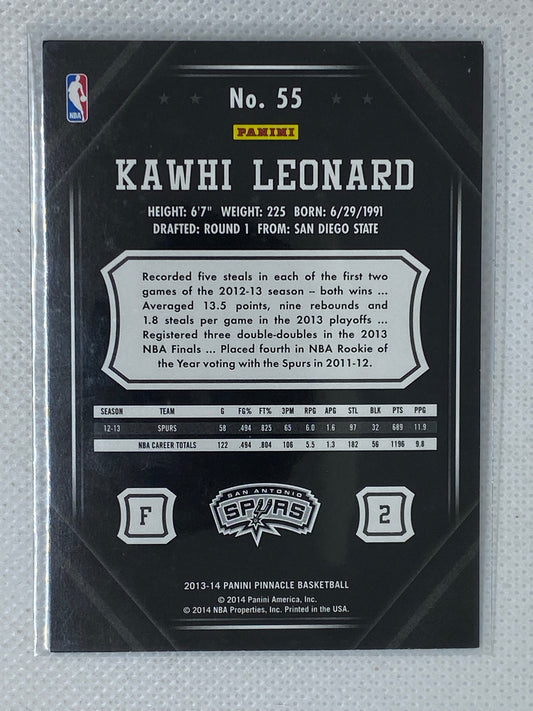 NBA
No. 55
PANINI
KAWHI LEONARD
HEIGHT: 6'7" WEIGHT: 225 BORN: 6/29/1991
DRAFTED: ROUND 1 FROM: SAN DIEGO STATE
Recorded five steals in each of the first two
games of the 2012-13 season – both wins ...
Averaged 13.5 points, nine rebounds and
1.8 steals per game in the 2013 playoffs ...
Registered three double-doubles in the 2013
NBA Finals ... Placed fourth in NBA Rookie of
the Year voting with the Spurs in 2011-12.
SEASON TEAM G FG% FT% 3PM RPG APG STL BLK PTS PPG
12-13 SPURS 58 .494 .825 65 6.0 1.6 97 32 689 11.9
NBA CAREER TOTALS 122 .494 .804 106 5.5 1.3 182 56 1196 9.8
F
SAN ANTONIO
SPURS
2
2013-14 PANINI PINNACLE BASKETBALL
© 2014 Panini America, Inc.
© 2014 NBA Properties, Inc. Printed in the USA.